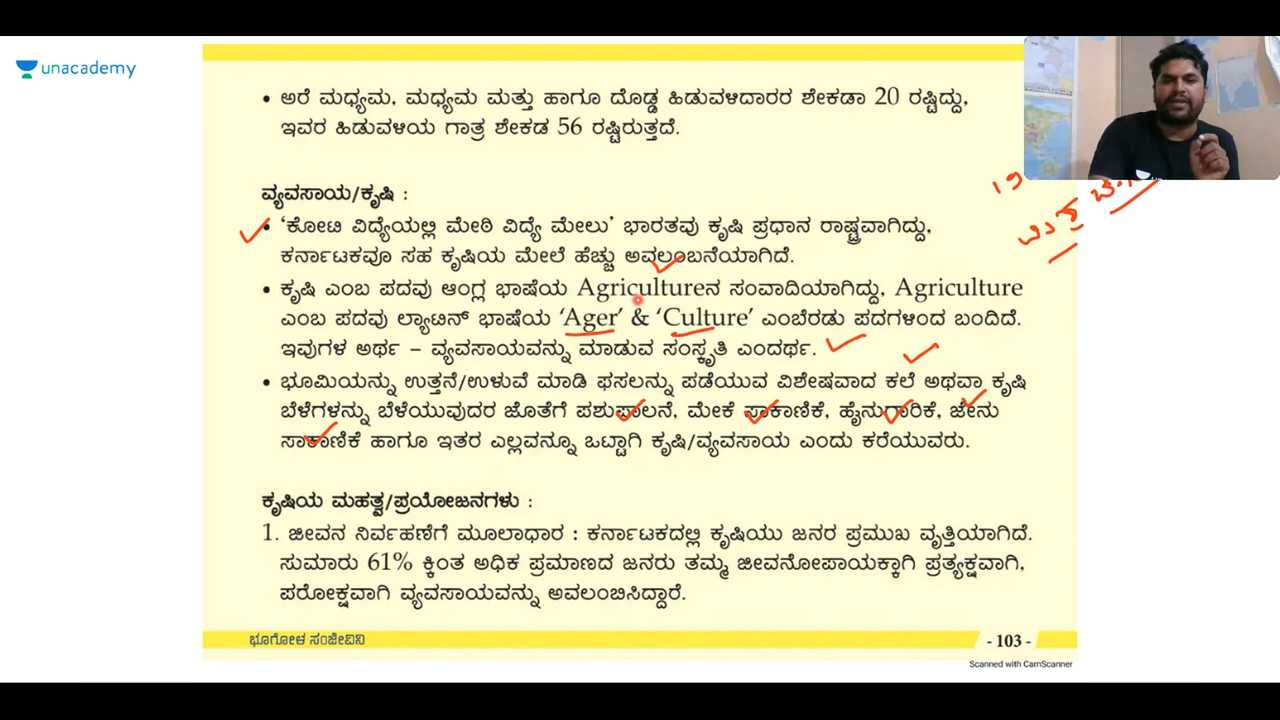 unacademy
• ಅರೆ ಮಧ್ಯಮ, ಮಧ್ಯಮ ಮತ್ತು ಹಾಗೂ ದೊಡ್ಡ ಹಿಡುವಳಿದಾರರ ಶೇಕಡಾ 20 ರಷ್ಟಿದ್ದು,
ಇವರ ಹಿಡುವಳಿಯ ಗಾತ್ರ ಶೇಕಡ 56 ರಷ್ಟಿರುತ್ತದೆ.
19
ವ್ಯವಸಾಯ/ಕೃಷಿ :
• 'ಕೋಟಿ ವಿದ್ಯೆಯಲ್ಲಿ ಮೇಠಿ ವಿದ್ಯೆ ಮೇಲು' ಭಾರತವು ಕೃಷಿ ಪ್ರಧಾನ ರಾಷ್ಟ್ರವಾಗಿದ್ದು,
ಕರ್ನಾಟಕವೂ ಸಹ ಕೃಷಿಯ ಮೇಲೆ ಹೆಚ್ಚು ಅವಲಂಬನೆಯಾಗಿದೆ.
• ಕೃಷಿ ಎಂಬ ಪದವು ಆಂಗ್ಲ ಭಾಷೆಯ Agricultureನ ಸಂವಾದಿಯಾಗಿದ್ದು, Agriculture
ಎಂಬ ಪದವು ಲ್ಯಾಟಿನ್ ಭಾಷೆಯ 'Ager' & 'Culture' ಎಂಬೆರಡು ಪದಗಳಿಂದ ಬಂದಿದೆ.
ಇವುಗಳ ಅರ್ಥ – ವ್ಯವಸಾಯವನ್ನು ಮಾಡುವ ಸಂಸ್ಕೃತಿ ಎಂದರ್ಥ.
• ಭೂಮಿಯನ್ನು ಉತ್ತನೆ/ಉಳುವೆ ಮಾಡಿ ಫಸಲನ್ನು ಪಡೆಯುವ ವಿಶೇಷವಾದ ಕಲೆ ಅಥವಾ ಕೃಷಿ
ಬೆಳೆಗಳನ್ನು ಬೆಳೆಯುವುದರ ಜೊತೆಗೆ ಪಶುಪಾಲನೆ, ಮೇಕೆ ಸಾಕಾಣಿಕೆ, ಹೈನುಗಾರಿಕೆ, ಜೇನು
ಸಾಕಾಣಿಕೆ ಹಾಗೂ ಇತರ ಎಲ್ಲವನ್ನೂ ಒಟ್ಟಾಗಿ ಕೃಷಿ/ವ್ಯವಸಾಯ ಎಂದು ಕರೆಯುವರು.
ಕೃಷಿಯ ಮಹತ್ವ/ಪ್ರಯೋಜನಗಳು :
1. ಜೀವನ ನಿರ್ವಹಣೆಗೆ ಮೂಲಾಧಾರ : ಕರ್ನಾಟಕದಲ್ಲಿ ಕೃಷಿಯು ಜನರ ಪ್ರಮುಖ ವೃತ್ತಿಯಾಗಿದೆ.
ಸುಮಾರು 61% ಕ್ಕಿಂತ ಅಧಿಕ ಪ್ರಮಾಣದ ಜನರು ತಮ್ಮ ಜೀವನೋಪಾಯಕ್ಕಾಗಿ ಪ್ರತ್ಯಕ್ಷವಾಗಿ,
ಪರೋಕ್ಷವಾಗಿ ವ್ಯವಸಾಯವನ್ನು ಅವಲಂಬಿಸಿದ್ದಾರೆ.
ಭೂಗೋಳ ಸಂಜೀವಿನಿ
- 103 -
Scanned with CamScanner